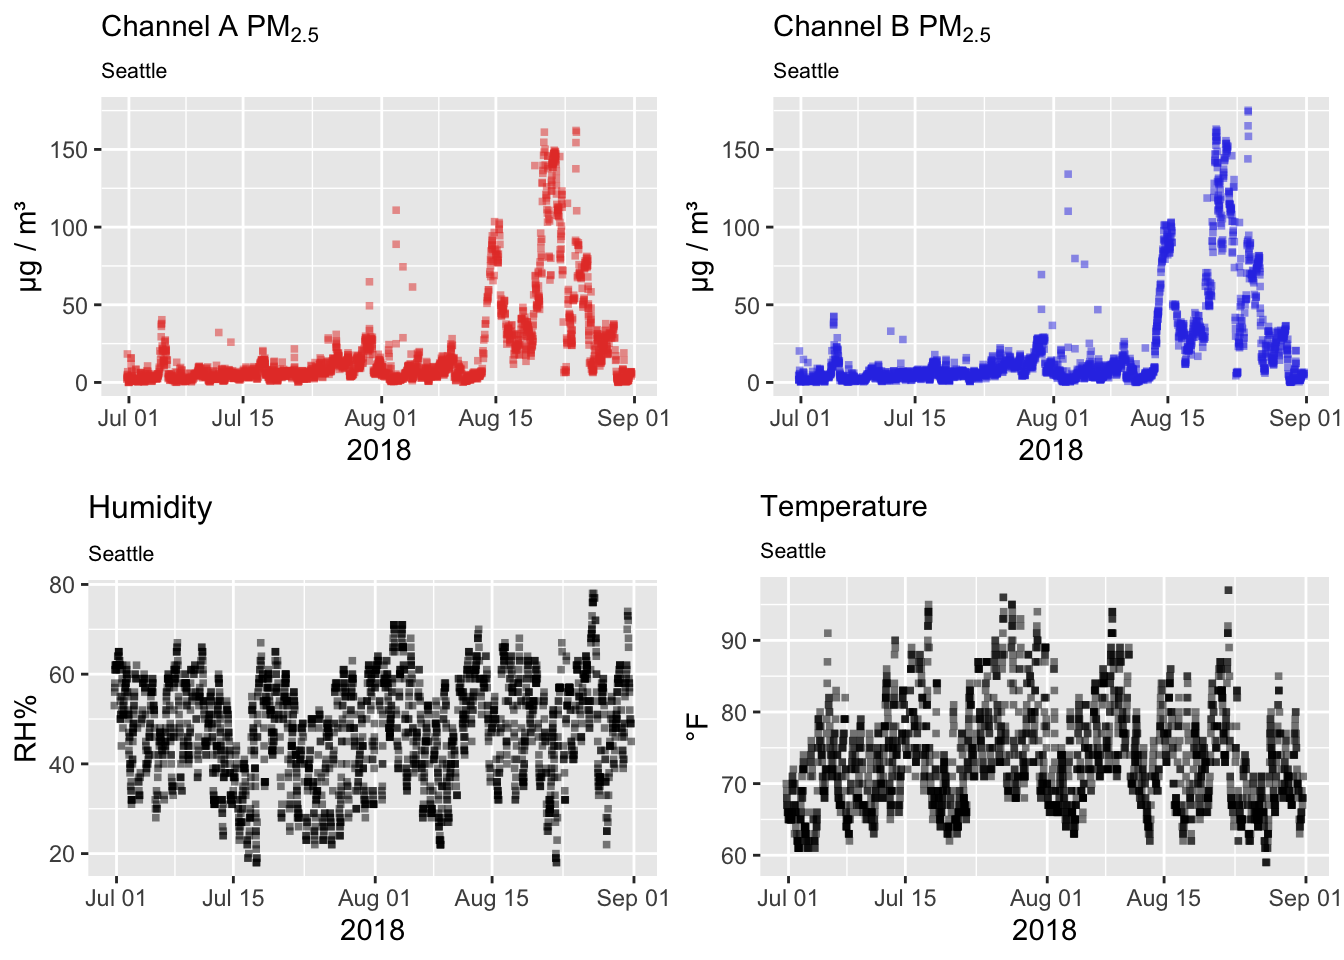 Channel A PM2.5
Seattle
150
100
50
0
µg / m³
Jul 01 Jul 15 Aug 01 Aug 15 Sep 01
2018
Channel B PM2.5
Seattle
150
100
50
0
µg / m³
Jul 01 Jul 15 Aug 01 Aug 15 Sep 01
2018
Humidity
Seattle
80
60
40
20
RH%
Jul 01 Jul 15 Aug 01 Aug 15 Sep 01
2018
Temperature
Seattle
90
80
70
60
°F
Jul 01 Jul 15 Aug 01 Aug 15 Sep 01
2018